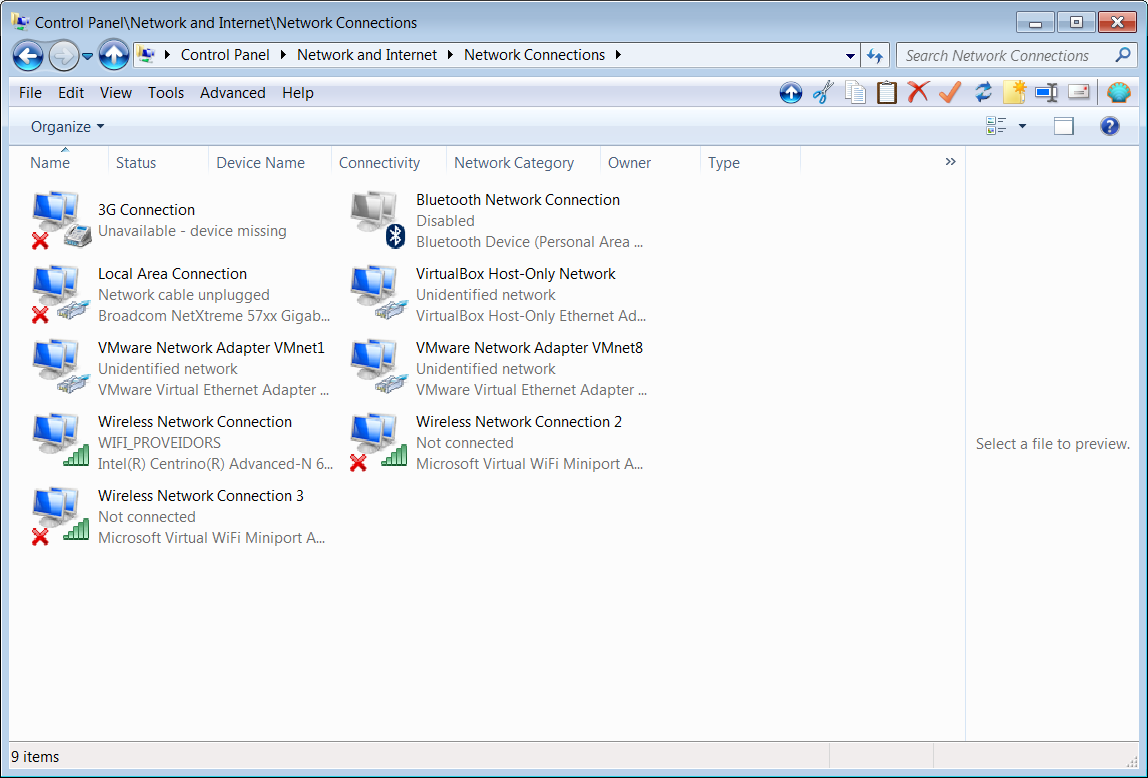 Control Panel\Network and Internet\Network Connections
Control Panel Network and Internet Network Connections
Search Network Connections
File Edit View Tools Advanced Help
Organize
Name Status Device Name Connectivity Network Category Owner Type
3G Connection
Unavailable - device missing
Bluetooth Network Connection
Disabled
Bluetooth Device (Personal Area ...
Local Area Connection
Network cable unplugged
Broadcom NetXtreme 57xx Gigab...
VirtualBox Host-Only Network
Unidentified network
VirtualBox Host-Only Ethernet Ad...
VMware Network Adapter VMnet1
Unidentified network
VMware Virtual Ethernet Adapter ...
VMware Network Adapter VMnet8
Unidentified network
VMware Virtual Ethernet Adapter ...
Wireless Network Connection
WIFI_PROVEIDORS
Intel(R) Centrino(R) Advanced-N 6...
Wireless Network Connection 2
Not connected
Microsoft Virtual WiFi Miniport A...
Wireless Network Connection 3
Not connected
Microsoft Virtual WiFi Miniport A...
Select a file to preview.
9 items